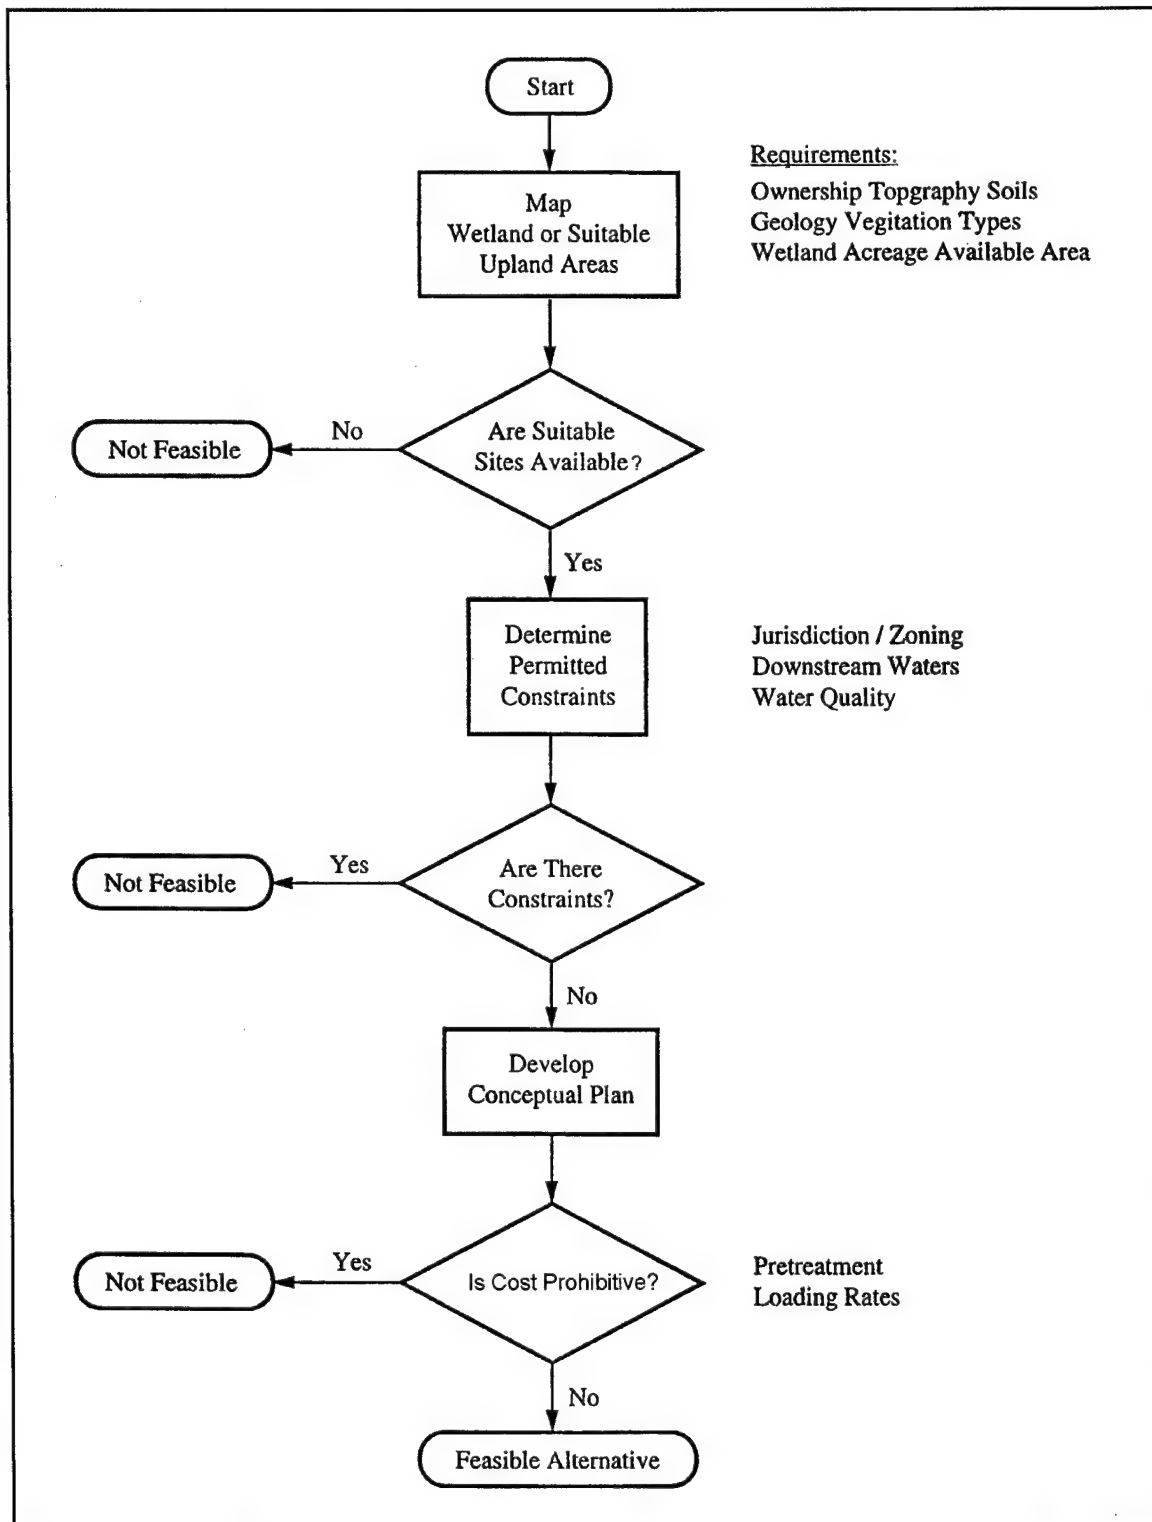 Start
Map
Wetland or Suitable
Upland Areas
Requirements:
Ownership Topgraphy Soils
Geology Vegitation Types
Wetland Acreage Available Area
Not Feasible
No
Are Suitable
Sites Available?
Yes
Determine
Permitted
Constraints
Jurisdiction / Zoning
Downstream Waters
Water Quality
Not Feasible
Yes
Are There
Constraints?
No
Develop
Conceptual Plan
Not Feasible
Yes
Is Cost Prohibitive?
Pretreatment
Loading Rates
No
Feasible Alternative